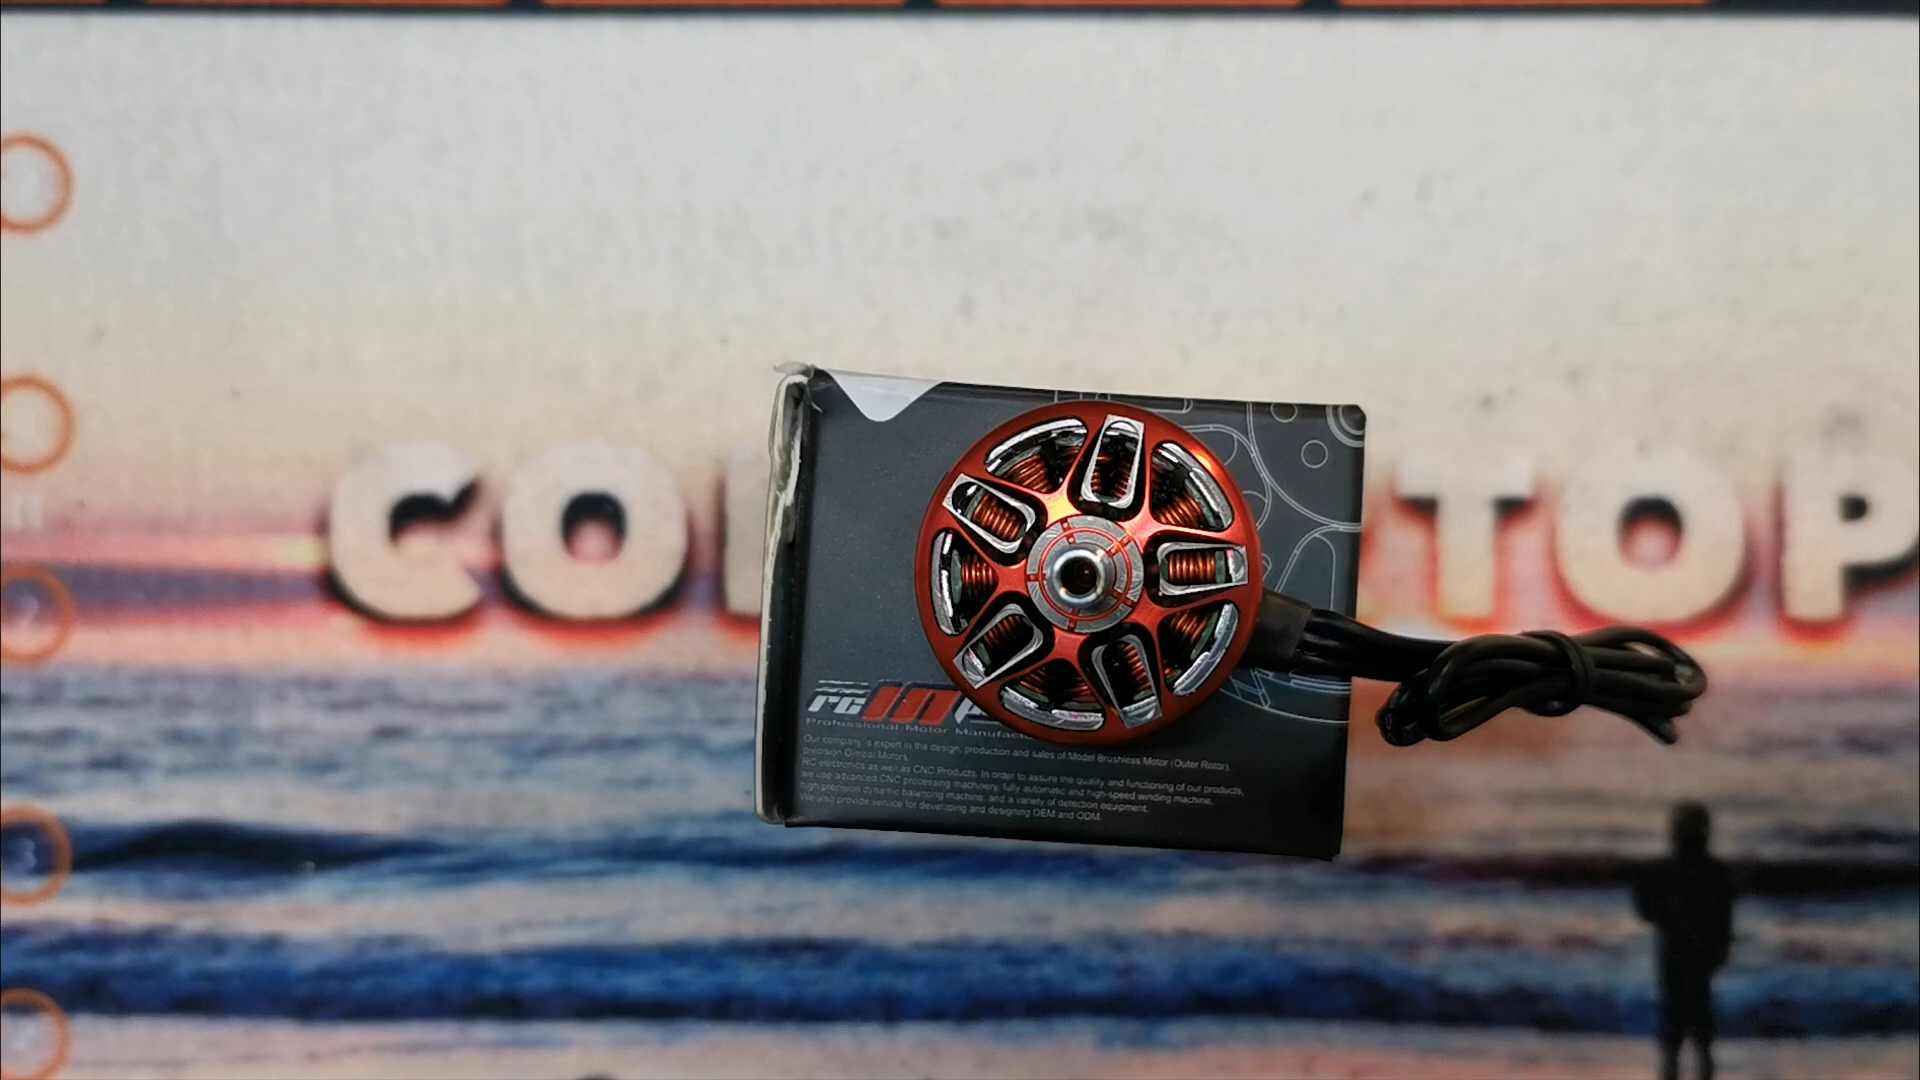 CO TOP
rcIN
Professional Motor Manufac
Our company is expert in the design, production and sales of Model Brushless Motor (Outer Rotor),
precision Gimbal Motors,
RC electronics as well as CNC Products. In order to assure the quality and functioning of our products,
we use advanced CNC processing machinery, fully automatic and high-speed winding machine,
high precision dynamic balancing machine, and a variety of detection equipment.
We also provide service for developing and designing OEM and ODM.